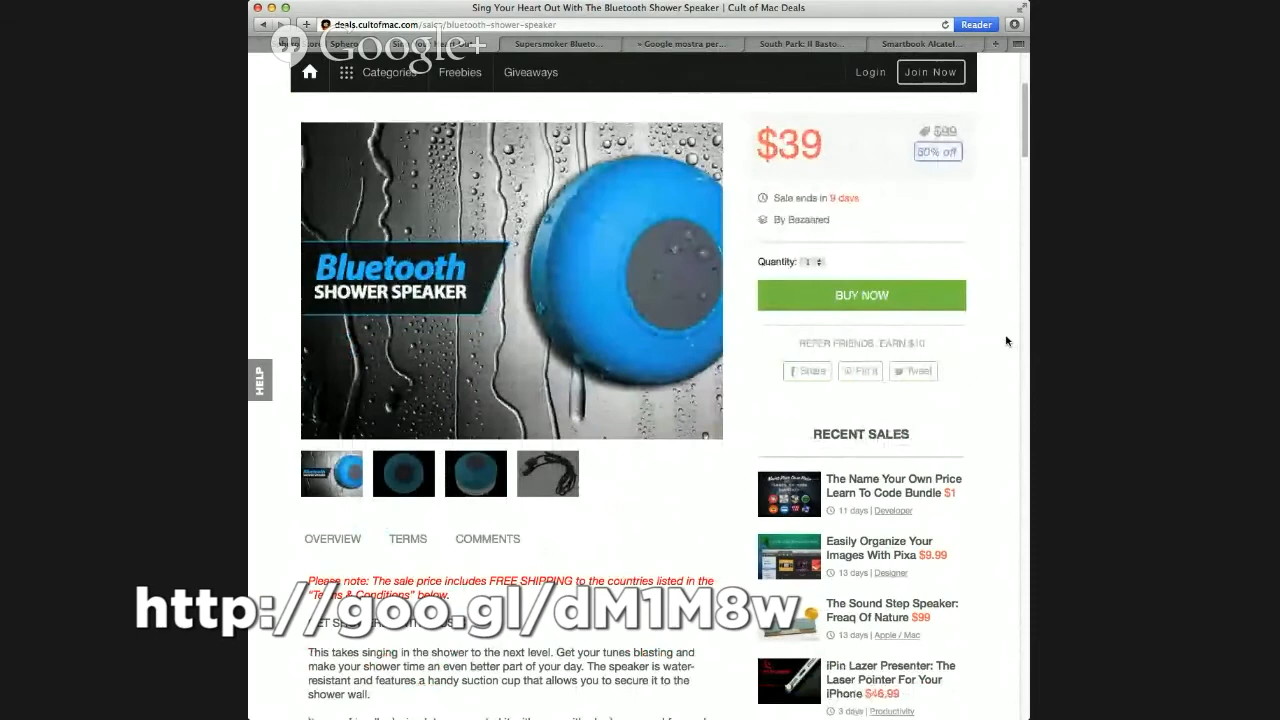 Sing Your Heart Out With The Bluetooth Shower Speaker | Cult of Mac Deals
deals.cultofmac.com/sales/bluetooth-shower-speaker
Reader
Google+
Supersmoker Blueto...
« Google mostra per...
South Park: Il Basto...
Smartbook Alcatel...
Categories
Freebies
Giveaways
Login
Join Now
$39
$99
60% off
Sale ends in 9 days
By Bezalred
Quantity: 1
BUY NOW
REFER FRIENDS, EARN $10
Share
Pin it
Tweet
Bluetooth
SHOWER SPEAKER
HELP
RECENT SALES
The Name Your Own Price
Learn To Code Bundle $1
11 days | Developer
Easily Organize Your
Images With Pixa $9.99
13 days | Designer
The Sound Step Speaker:
Freaq Of Nature $99
13 days | Apple / Mac
iPin Lazer Presenter: The
Laser Pointer For Your
iPhone $46.99
3 days | Productivity
OVERVIEW
TERMS
COMMENTS
Please note: The sale price includes FREE SHIPPING to the countries listed in the
"Terms & Conditions" below.
http://goo.gl/dM1M8w
This takes singing in the shower to the next level. Get your tunes blasting and
make your shower time an even better part of your day. The speaker is water-
resistant and features a handy suction cup that allows you to secure it to the
shower wall.